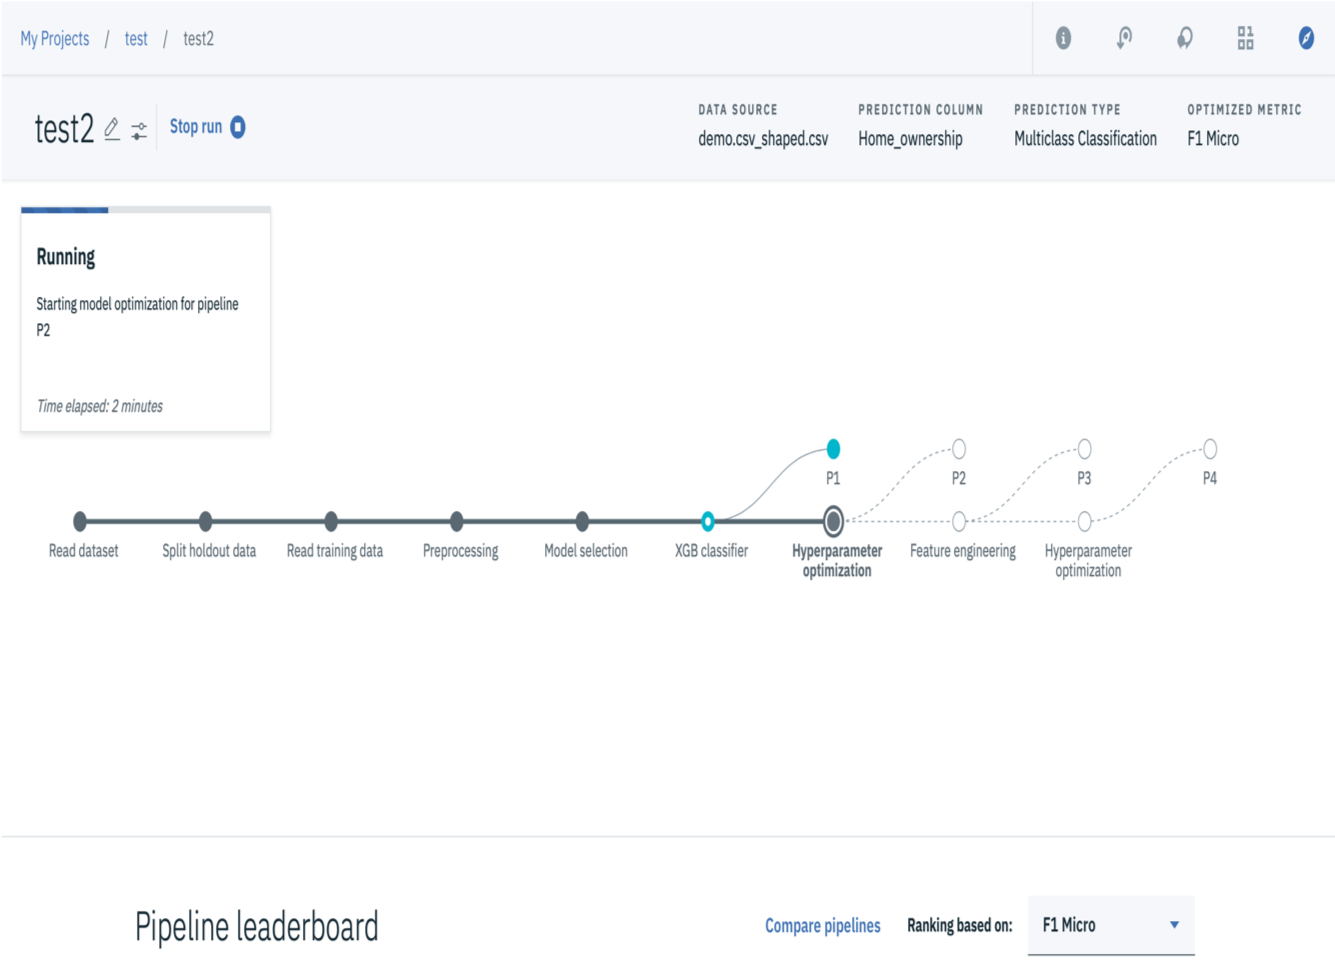 My Projects / test / test2
test2
Stop run
DATA SOURCE
demo.csv_shaped.csv
PREDICTION COLUMN
Home_ownership
PREDICTION TYPE
Multiclass Classification
OPTIMIZED METRIC
F1 Micro
Running
Starting model optimization for pipeline
P2
Time elapsed: 2 minutes
P1
P2
P3
P4
Read dataset
Split holdout data
Read training data
Preprocessing
Model selection
XGB classifier
Hyperparameter
optimization
Feature engineering
Hyperparameter
optimization
Pipeline leaderboard
Compare pipelines
Ranking based on:
F1 Micro